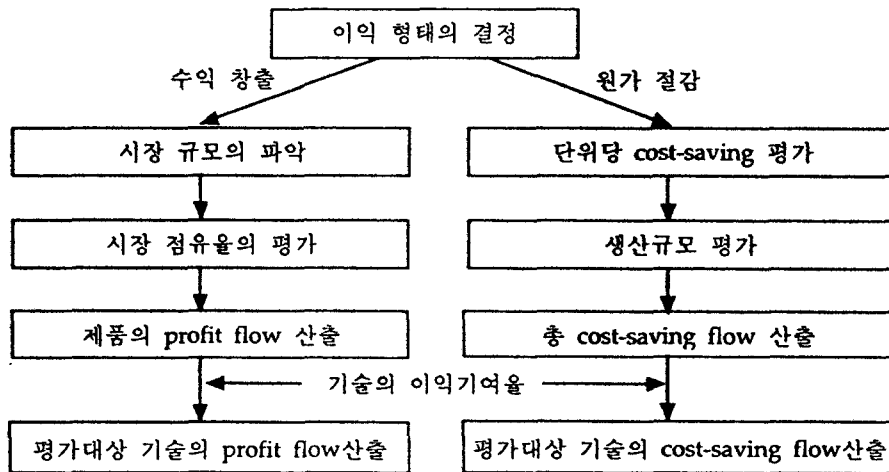 이익 형태의 결정
수익 창출
원가 절감
시장 규모의 파악
단위당 cost-saving 평가
시장 점유율의 평가
생산규모 평가
제품의 profit flow 산출
총 cost-saving flow 산출
기술의 이익기여율
평가대상 기술의 profit flow산출
평가대상 기술의 cost-saving flow산출